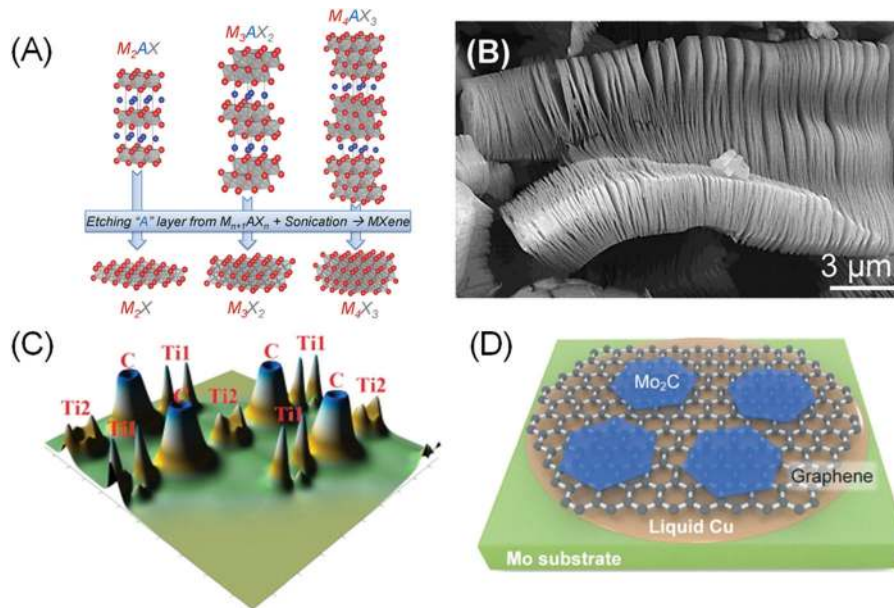 (A)
M₂AX
M₃AX₂
M₄AX₃
Etching "A" layer from Mₙ₊₁AXₙ + Sonication → MXene
M₂X
M₃X₂
M₄X₃
(B)
3 μm
(C)
C
Ti1
C
Ti1
C
Ti2
Ti2
C
Ti1
Ti2
Ti1
(D)
Mo₂C
Graphene
Liquid Cu
Mo substrate